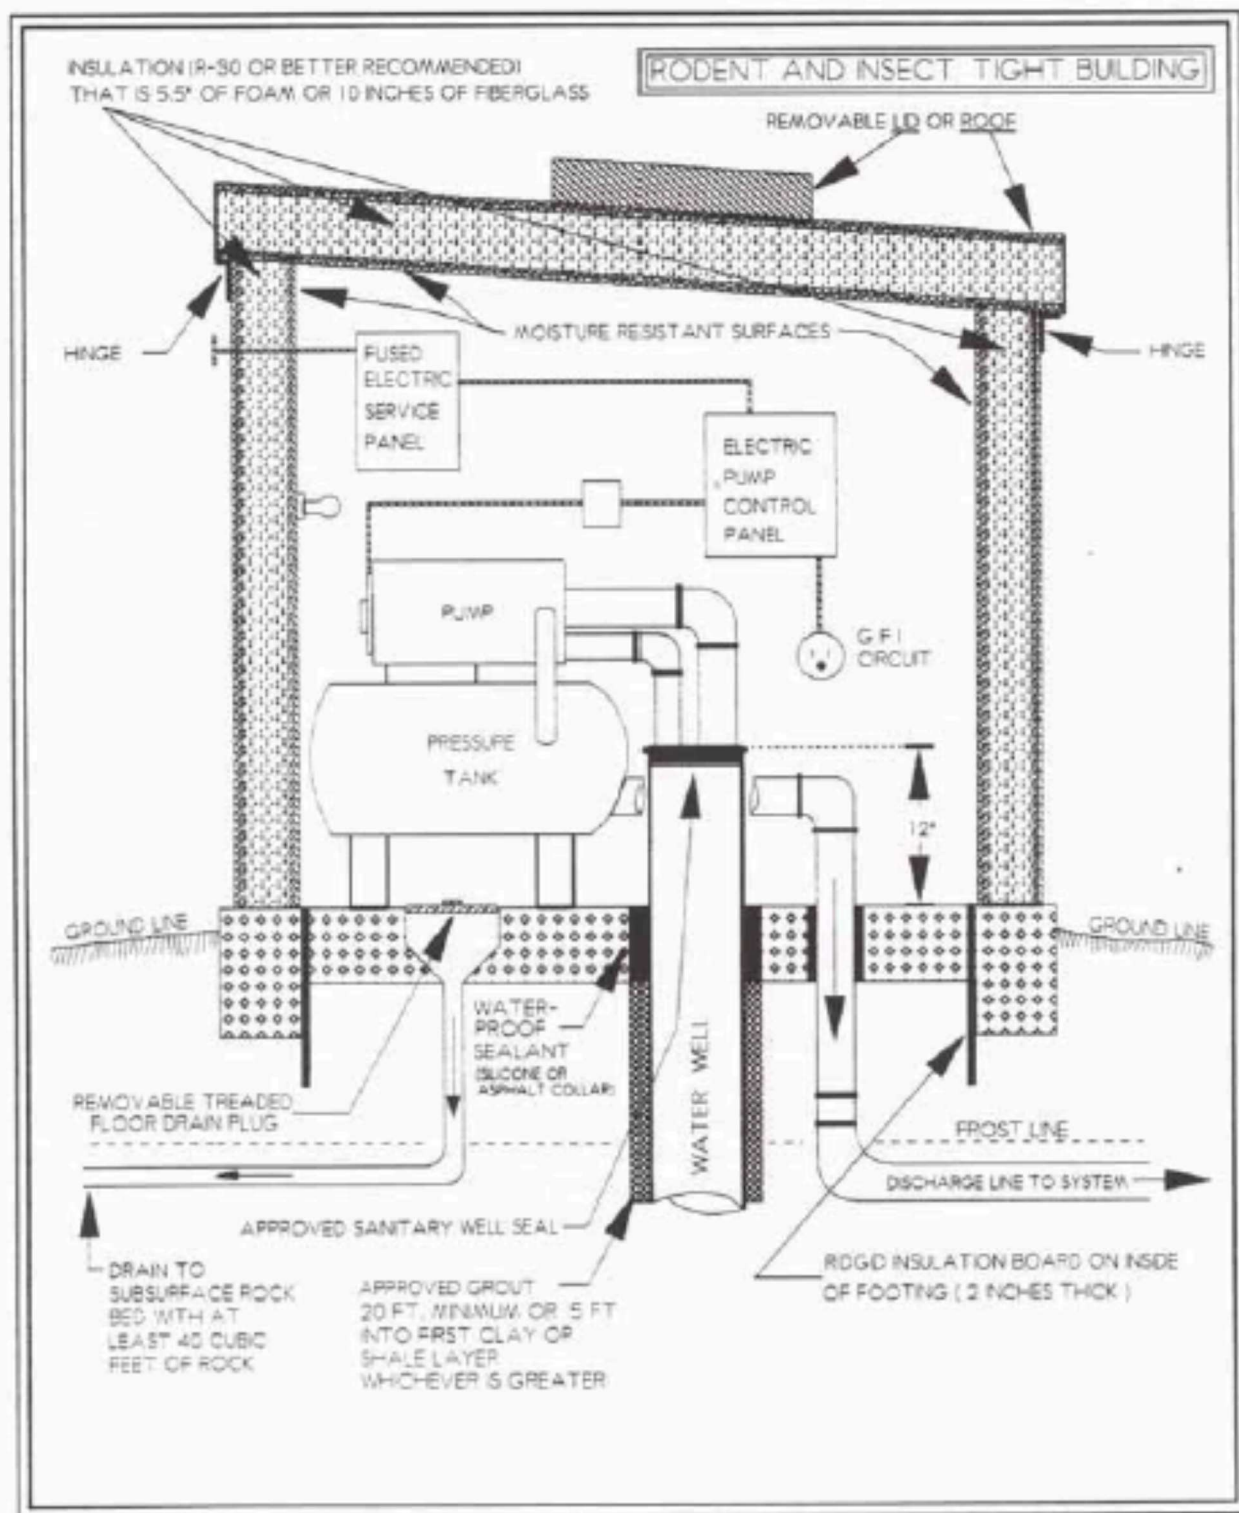 RODENT AND INSECT TIGHT BUILDING
INSULATION (R-30 OR BETTER RECOMMENDED)
THAT IS 5.5" OF FOAM OR 10 INCHES OF FIBERGLASS
REMOVABLE LID OR ROOF
MOISTURE RESISTANT SURFACES
HINGE
HINGE
FUSED
ELECTRIC
SERVICE
PANEL
ELECTRIC
PUMP
CONTROL
PANEL
PUMP
G F I
CIRCUIT
PRESSURE
TANK
12"
GROUND LINE
GROUND LINE
WATER-
PROOF
SEALANT
(SILICONE OR
ASPHALT COLLAR)
WATER WELL
REMOVABLE TREADED
FLOOR DRAIN PLUG
FROST LINE
DISCHARGE LINE TO SYSTEM
APPROVED SANITARY WELL SEAL
DRAIN TO
SUBSURFACE ROCK
BED WITH AT
LEAST 40 CUBIC
FEET OF ROCK
APPROVED GROUT
20 FT. MINIMUM OR 5 FT
INTO FIRST CLAY OR
SHALE LAYER
WHICHEVER IS GREATER
RIDGID INSULATION BOARD ON INSIDE
OF FOOTING ( 2 INCHES THICK )